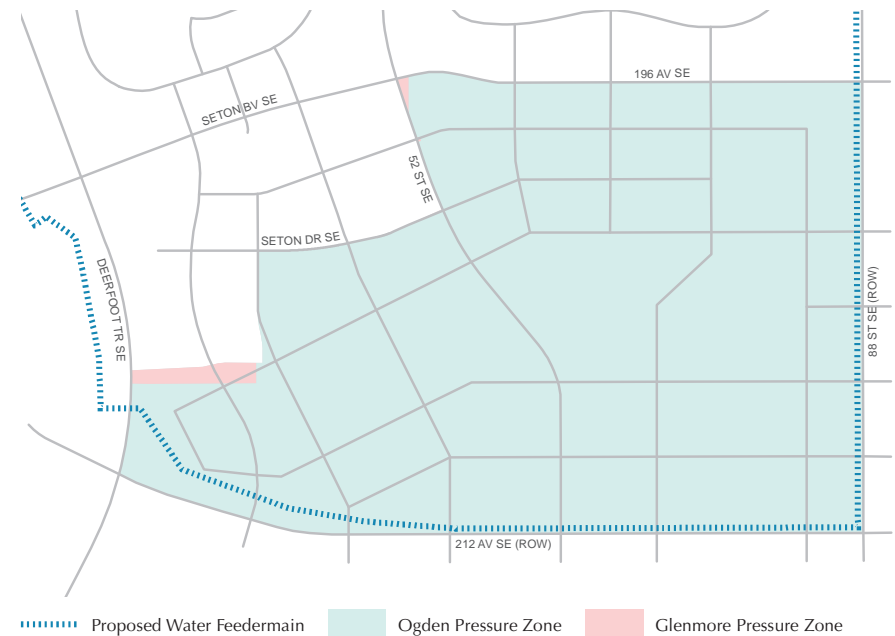 196 AV SE
SETON BV SE
52 ST SE
SETON DR SE
DEERFOOT TR SE
88 ST SE (ROW)
212 AV SE (ROW)
Proposed Water Feedermain
Ogden Pressure Zone
Glenmore Pressure Zone